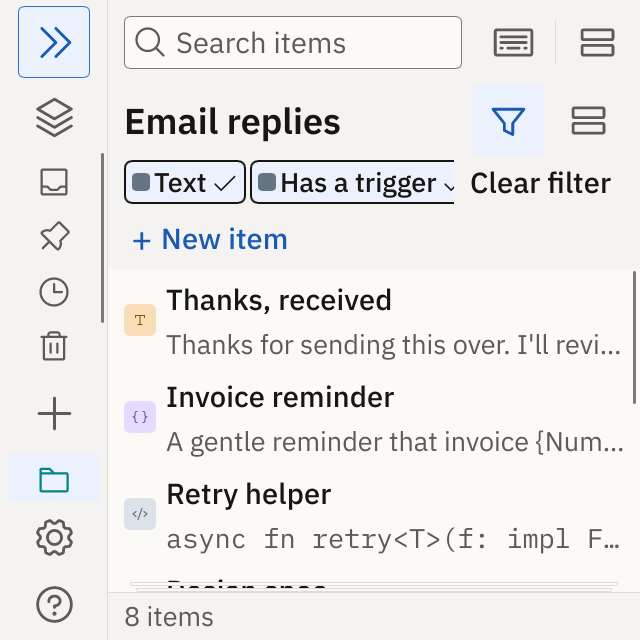 Search items
Email replies
Text
Has a trigger
Clear filter
+ New item
T
Thanks, received
Thanks for sending this over. I'll revi...
{ }
Invoice reminder
A gentle reminder that invoice {Num...
</>
Retry helper
async fn retry<T>(f: impl F…
8 items